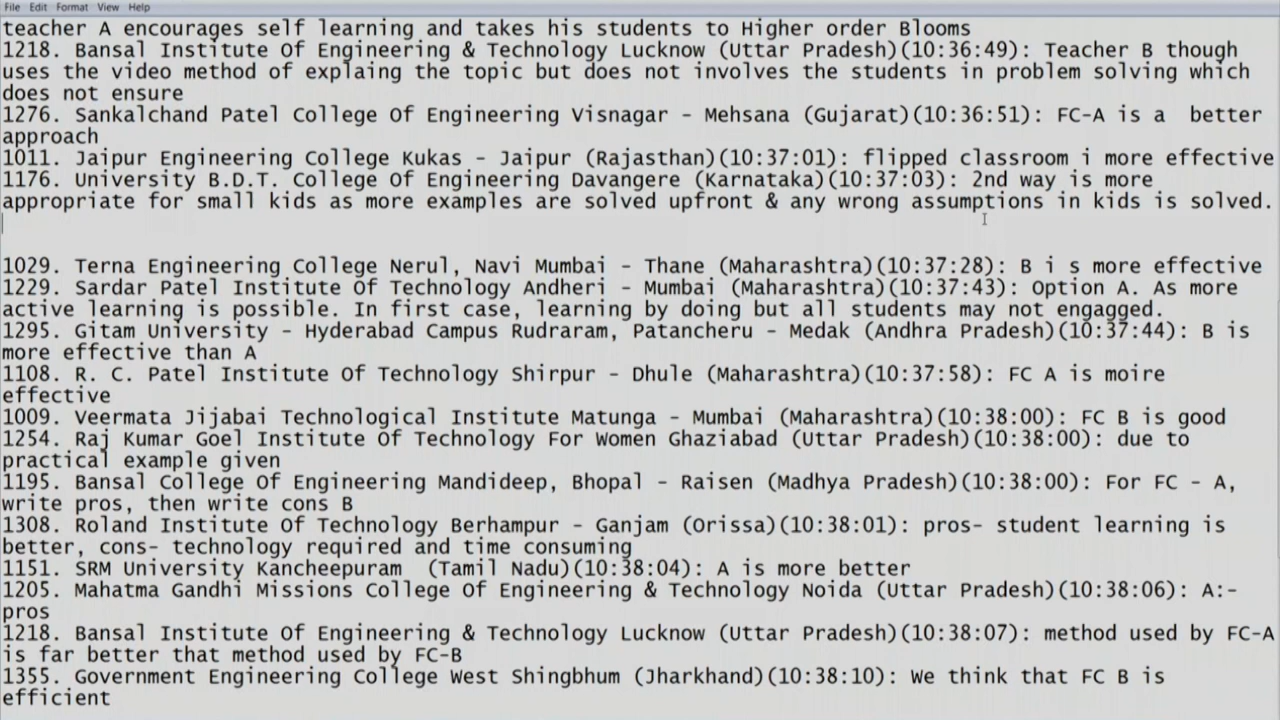 File Edit Format View Help
teacher A encourages self learning and takes his students to Higher order Blooms
1218. Bansal Institute Of Engineering & Technology Lucknow (Uttar Pradesh)(10:36:49): Teacher B though
uses the video method of explaing the topic but does not involves the students in problem solving which
does not ensure
1276. Sankalchand Patel College Of Engineering Visnagar - Mehsana (Gujarat)(10:36:51): FC-A is a  better
approach
1011. Jaipur Engineering College Kukas - Jaipur (Rajasthan)(10:37:01): flipped classroom i more effective
1176. University B.D.T. College Of Engineering Davangere (Karnataka)(10:37:03): 2nd way is more
appropriate for small kids as more examples are solved upfront & any wrong assumptions in kids is solved.
1029. Terna Engineering College Nerul, Navi Mumbai - Thane (Maharashtra)(10:37:28): B i s more effective
1229. Sardar Patel Institute Of Technology Andheri - Mumbai (Maharashtra)(10:37:43): Option A. As more
active learning is possible. In first case, learning by doing but all students may not engagged.
1295. Gitam University - Hyderabad Campus Rudraram, Patancheru - Medak (Andhra Pradesh)(10:37:44): B is
more effective than A
1108. R. C. Patel Institute Of Technology Shirpur - Dhule (Maharashtra)(10:37:58): FC A is moire
effective
1009. Veermata Jijabai Technological Institute Matunga - Mumbai (Maharashtra)(10:38:00): FC B is good
1254. Raj Kumar Goel Institute Of Technology For Women Ghaziabad (Uttar Pradesh)(10:38:00): due to
practical example given
1195. Bansal College Of Engineering Mandideep, Bhopal - Raisen (Madhya Pradesh)(10:38:00): For FC - A,
write pros, then write cons B
1308. Roland Institute Of Technology Berhampur - Ganjam (Orissa)(10:38:01): pros- student learning is
better, cons- technology required and time consuming
1151. SRM University Kancheepuram  (Tamil Nadu)(10:38:04): A is more better
1205. Mahatma Gandhi Missions College Of Engineering & Technology Noida (Uttar Pradesh)(10:38:06): A:-
pros
1218. Bansal Institute Of Engineering & Technology Lucknow (Uttar Pradesh)(10:38:07): method used by FC-A
is far better that method used by FC-B
1355. Government Engineering College West Shingbhum (Jharkhand)(10:38:10): We think that FC B is
efficient